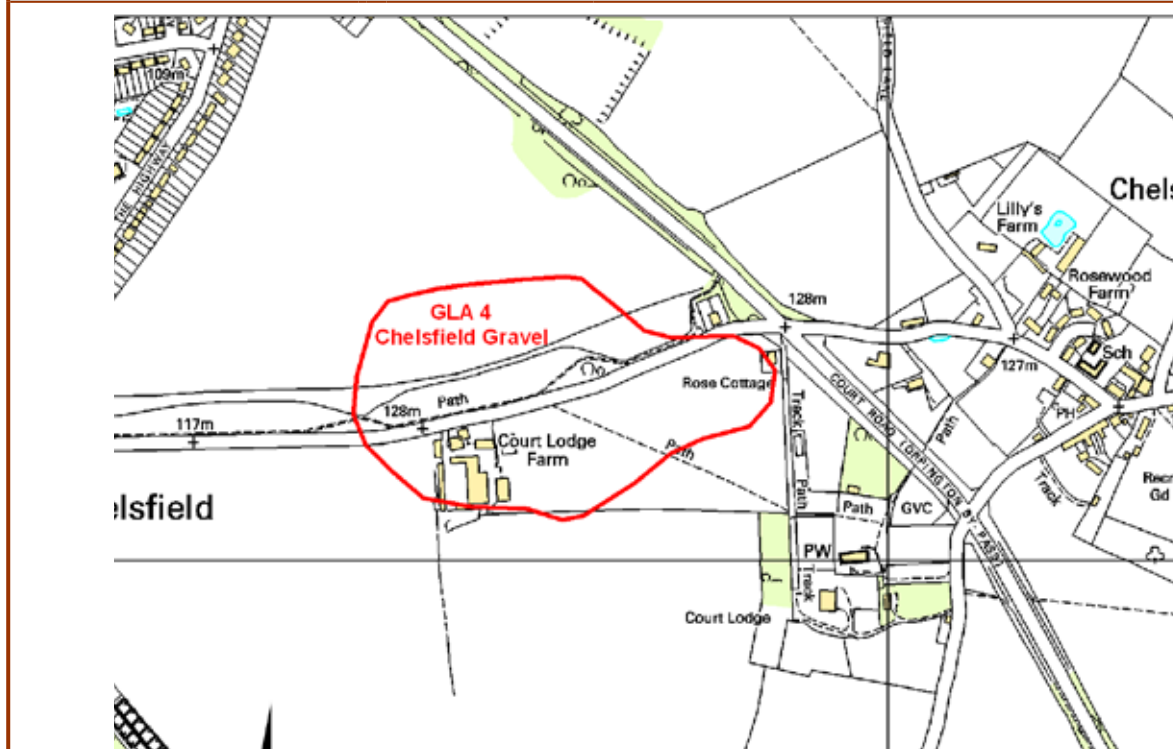 109m
THE HIGHWAY
Chels
Lilly's
Farm
Rosewood
Farm
128m
GLA 4
Chelsfield Gravel
Sch
127m
Rose Cottage
COURT ROAD (ORPINGTON BY-PASS)
Path
128m
117m
Path
PH
Track
Court Lodge
Farm
Path
Recr
Gd
elsfield
Path
Path
GVC
Track
PW
Track
Court Lodge